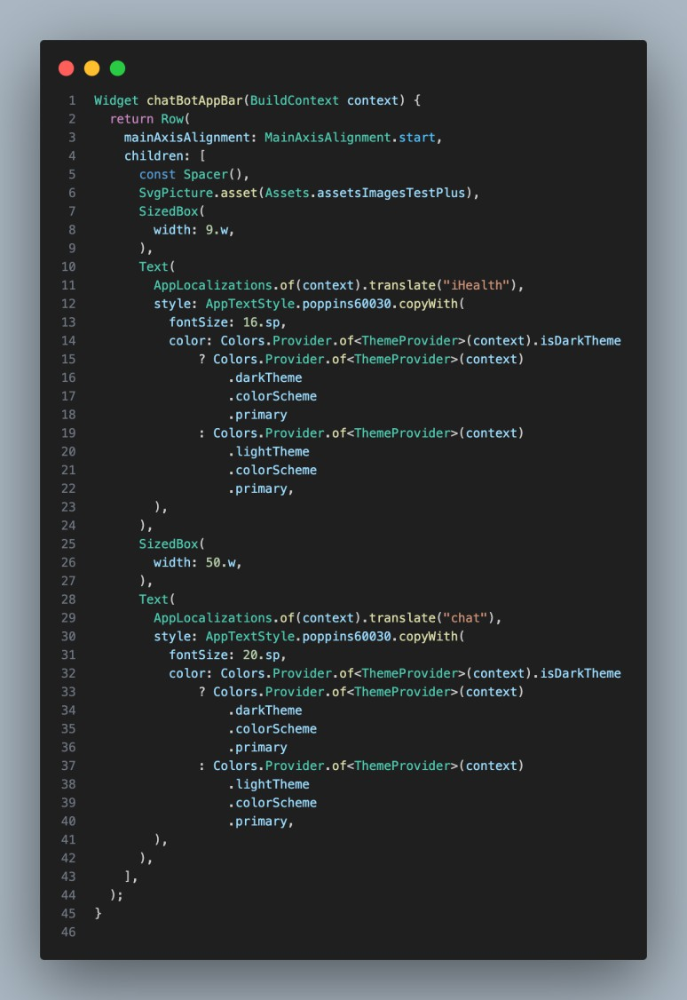 1 Widget chatBotAppBar(BuildContext context) {
2   return Row(
3     mainAxisAlignment: MainAxisAlignment.start,
4     children: [
5       const Spacer(),
6       SvgPicture.asset(Assets.assetsImagesTestPlus),
7       SizedBox(
8         width: 9.w,
9       ),
10       Text(
11         AppLocalizations.of(context).translate("iHealth"),
12         style: AppTextStyle.poppins60030.copyWith(
13           fontSize: 16.sp,
14           color: Colors.Provider.of<ThemeProvider>(context).isDarkTheme
15               ? Colors.Provider.of<ThemeProvider>(context)
16                   .darkTheme
17                   .colorScheme
18                   .primary
19               : Colors.Provider.of<ThemeProvider>(context)
20                   .lightTheme
21                   .colorScheme
22                   .primary,
23         ),
24       ),
25       SizedBox(
26         width: 50.w,
27       ),
28       Text(
29         AppLocalizations.of(context).translate("chat"),
30         style: AppTextStyle.poppins60030.copyWith(
31           fontSize: 20.sp,
32           color: Colors.Provider.of<ThemeProvider>(context).isDarkTheme
33               ? Colors.Provider.of<ThemeProvider>(context)
34                   .darkTheme
35                   .colorScheme
36                   .primary
37               : Colors.Provider.of<ThemeProvider>(context)
38                   .lightTheme
39                   .colorScheme
40                   .primary,
41         ),
42       ),
43     ],
44   );
45 }
46